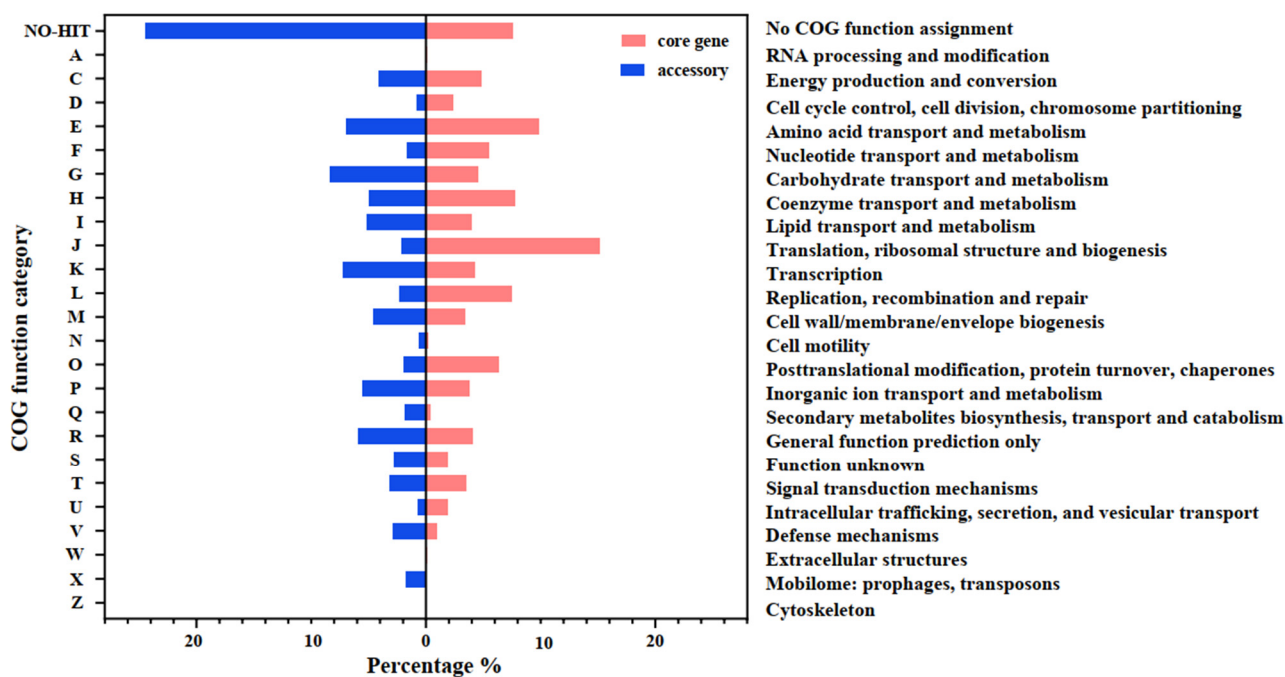 NO-HIT No COG function assignment
core gene
A RNA processing and modification
accessory
C Energy production and conversion
D Cell cycle control, cell division, chromosome partitioning
E Amino acid transport and metabolism
F Nucleotide transport and metabolism
G Carbohydrate transport and metabolism
H Coenzyme transport and metabolism
I Lipid transport and metabolism
J Translation, ribosomal structure and biogenesis
K Transcription
L Replication, recombination and repair
M Cell wall/membrane/envelope biogenesis
N Cell motility
O Posttranslational modification, protein turnover, chaperones
P Inorganic ion transport and metabolism
Q Secondary metabolites biosynthesis, transport and catabolism
R General function prediction only
S Function unknown
T Signal transduction mechanisms
U Intracellular trafficking, secretion, and vesicular transport
V Defense mechanisms
W Extracellular structures
X Mobilome: prophages, transposons
Z Cytoskeleton
COG function category
20 10 0 10 20
Percentage %